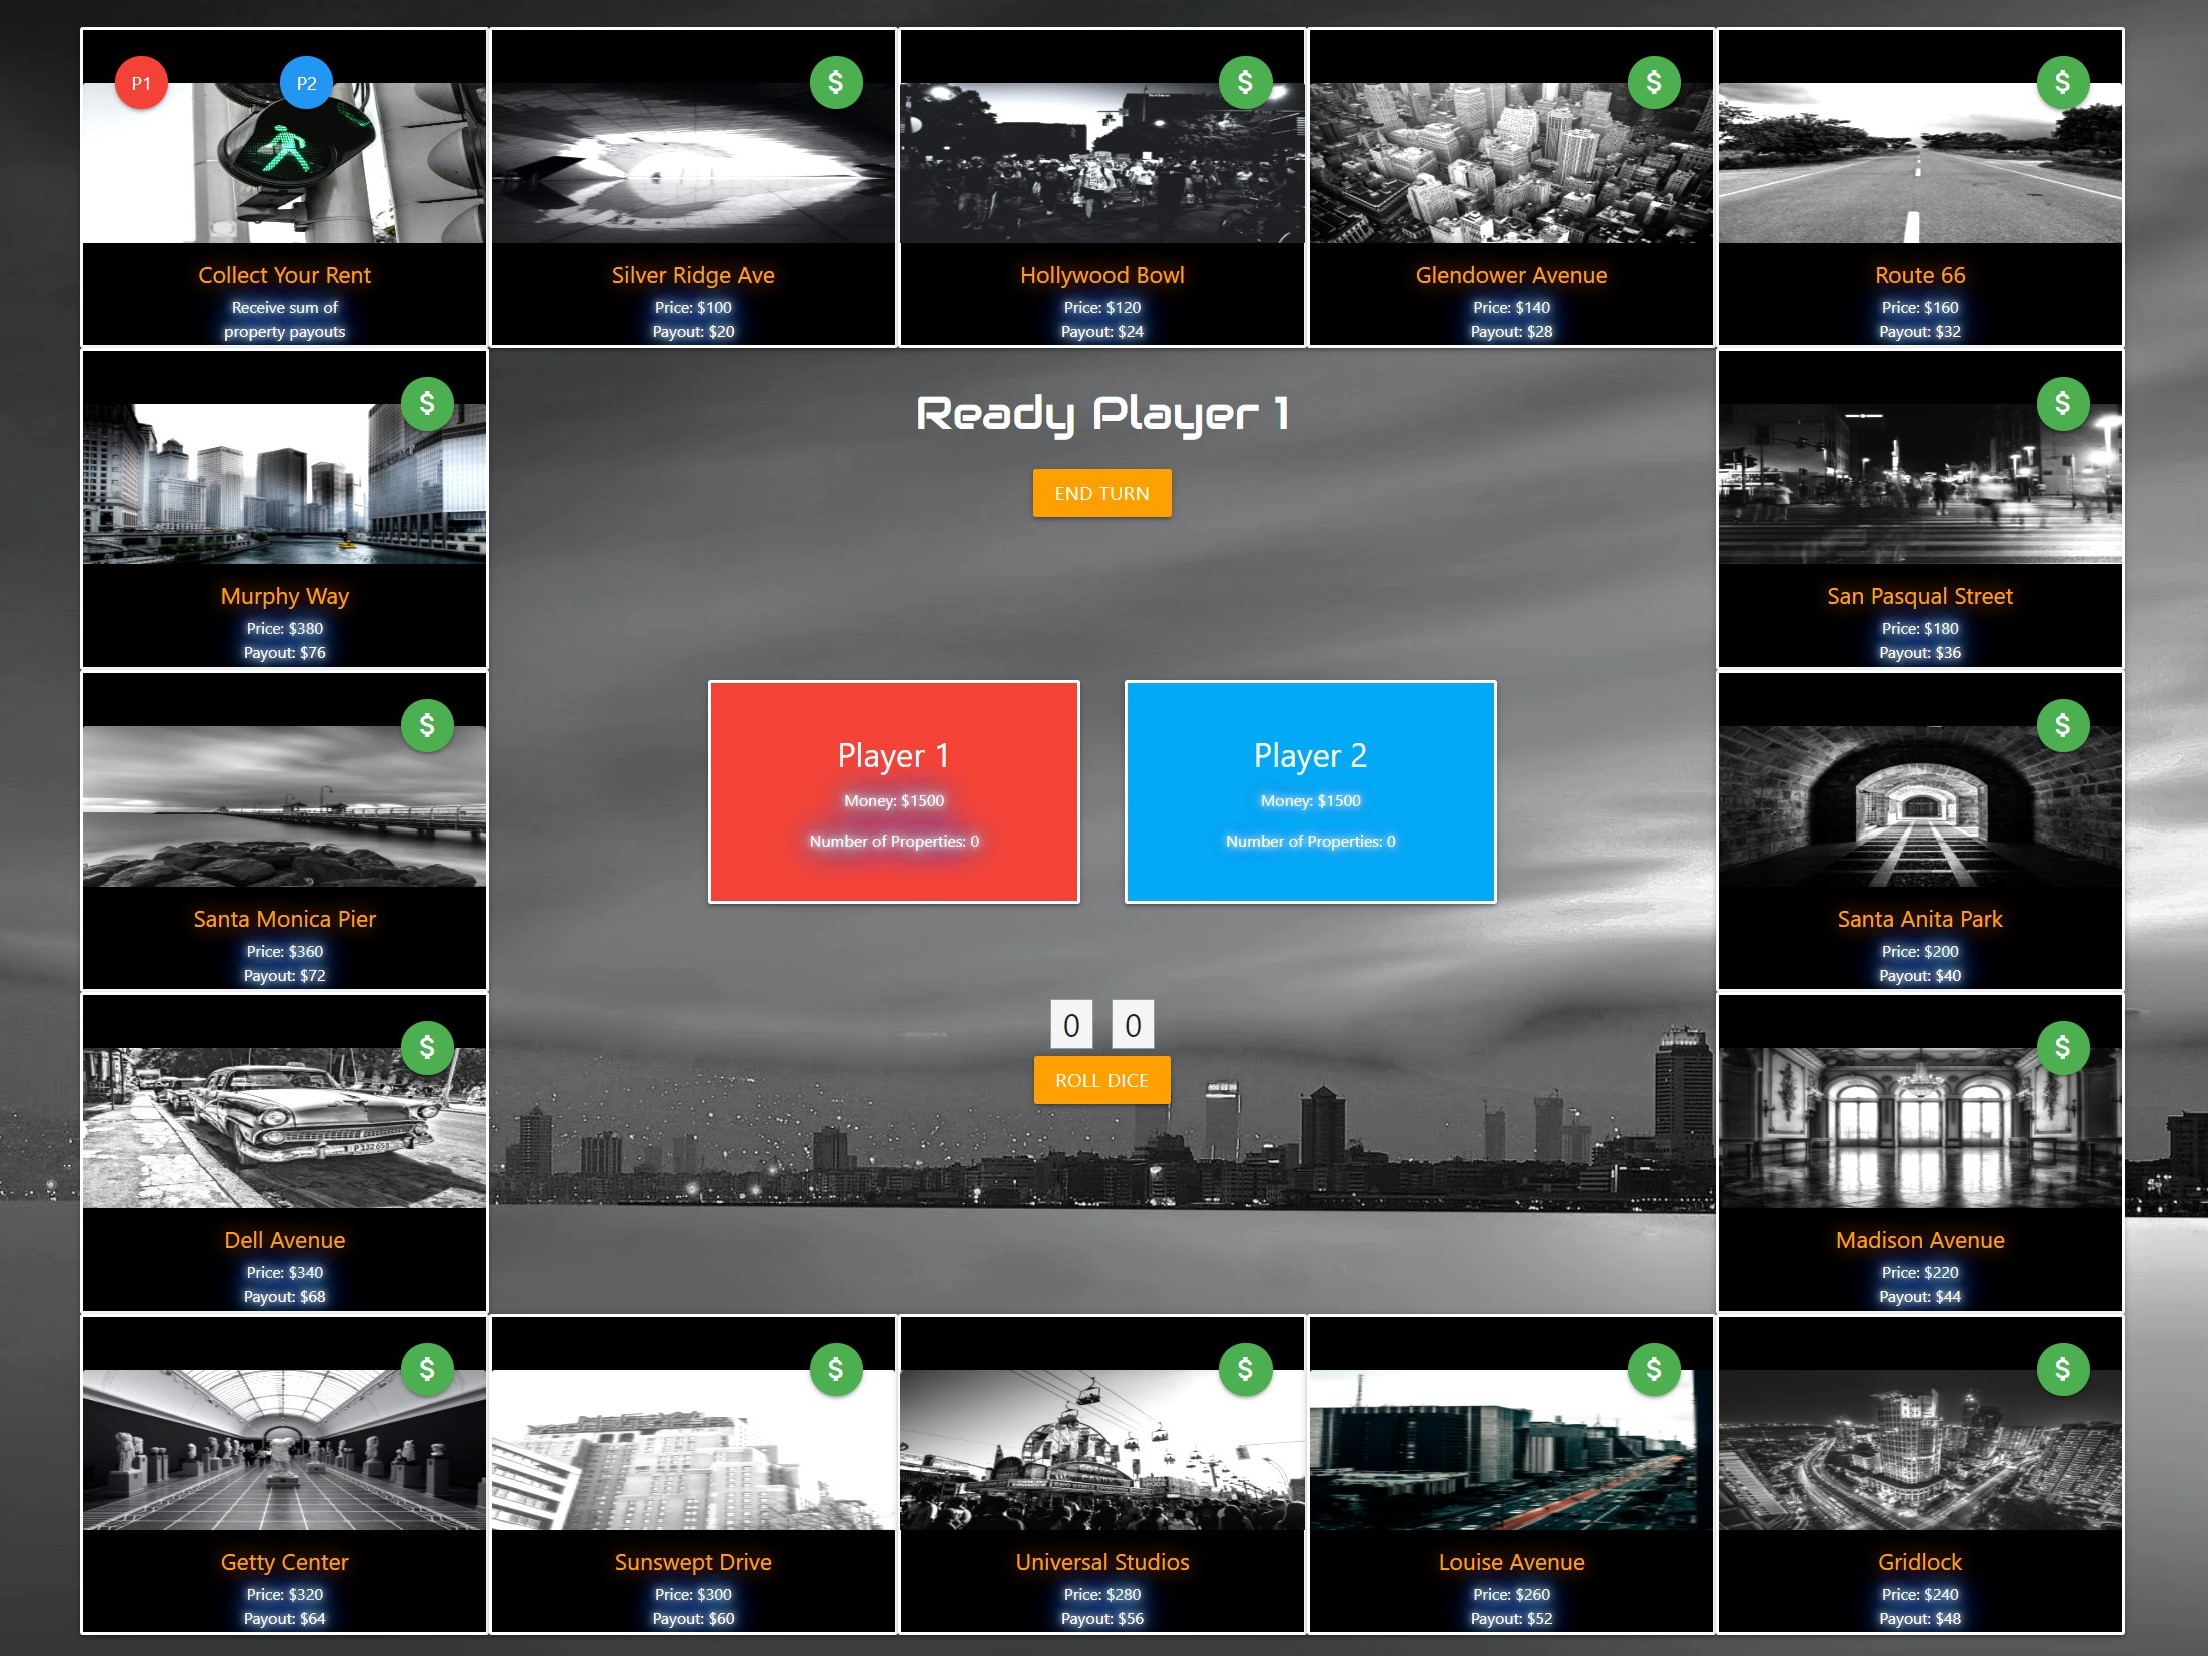 P1
P2
$
$
$
$
Collect Your Rent
Receive sum of
property payouts
Silver Ridge Ave
Price: $100
Payout: $20
Hollywood Bowl
Price: $120
Payout: $24
Glendower Avenue
Price: $140
Payout: $28
Route 66
Price: $160
Payout: $32
$
Murphy Way
Price: $380
Payout: $76
Ready Player 1
END TURN
$
San Pasqual Street
Price: $180
Payout: $36
$
Santa Monica Pier
Price: $360
Payout: $72
Player 1
Money: $1500
Number of Properties: 0
Player 2
Money: $1500
Number of Properties: 0
$
Santa Anita Park
Price: $200
Payout: $40
$
Dell Avenue
Price: $340
Payout: $68
0 0
ROLL DICE
$
Madison Avenue
Price: $220
Payout: $44
$
Getty Center
Price: $320
Payout: $64
$
Sunswept Drive
Price: $300
Payout: $60
$
Universal Studios
Price: $280
Payout: $56
$
Louise Avenue
Price: $260
Payout: $52
$
Gridlock
Price: $240
Payout: $48